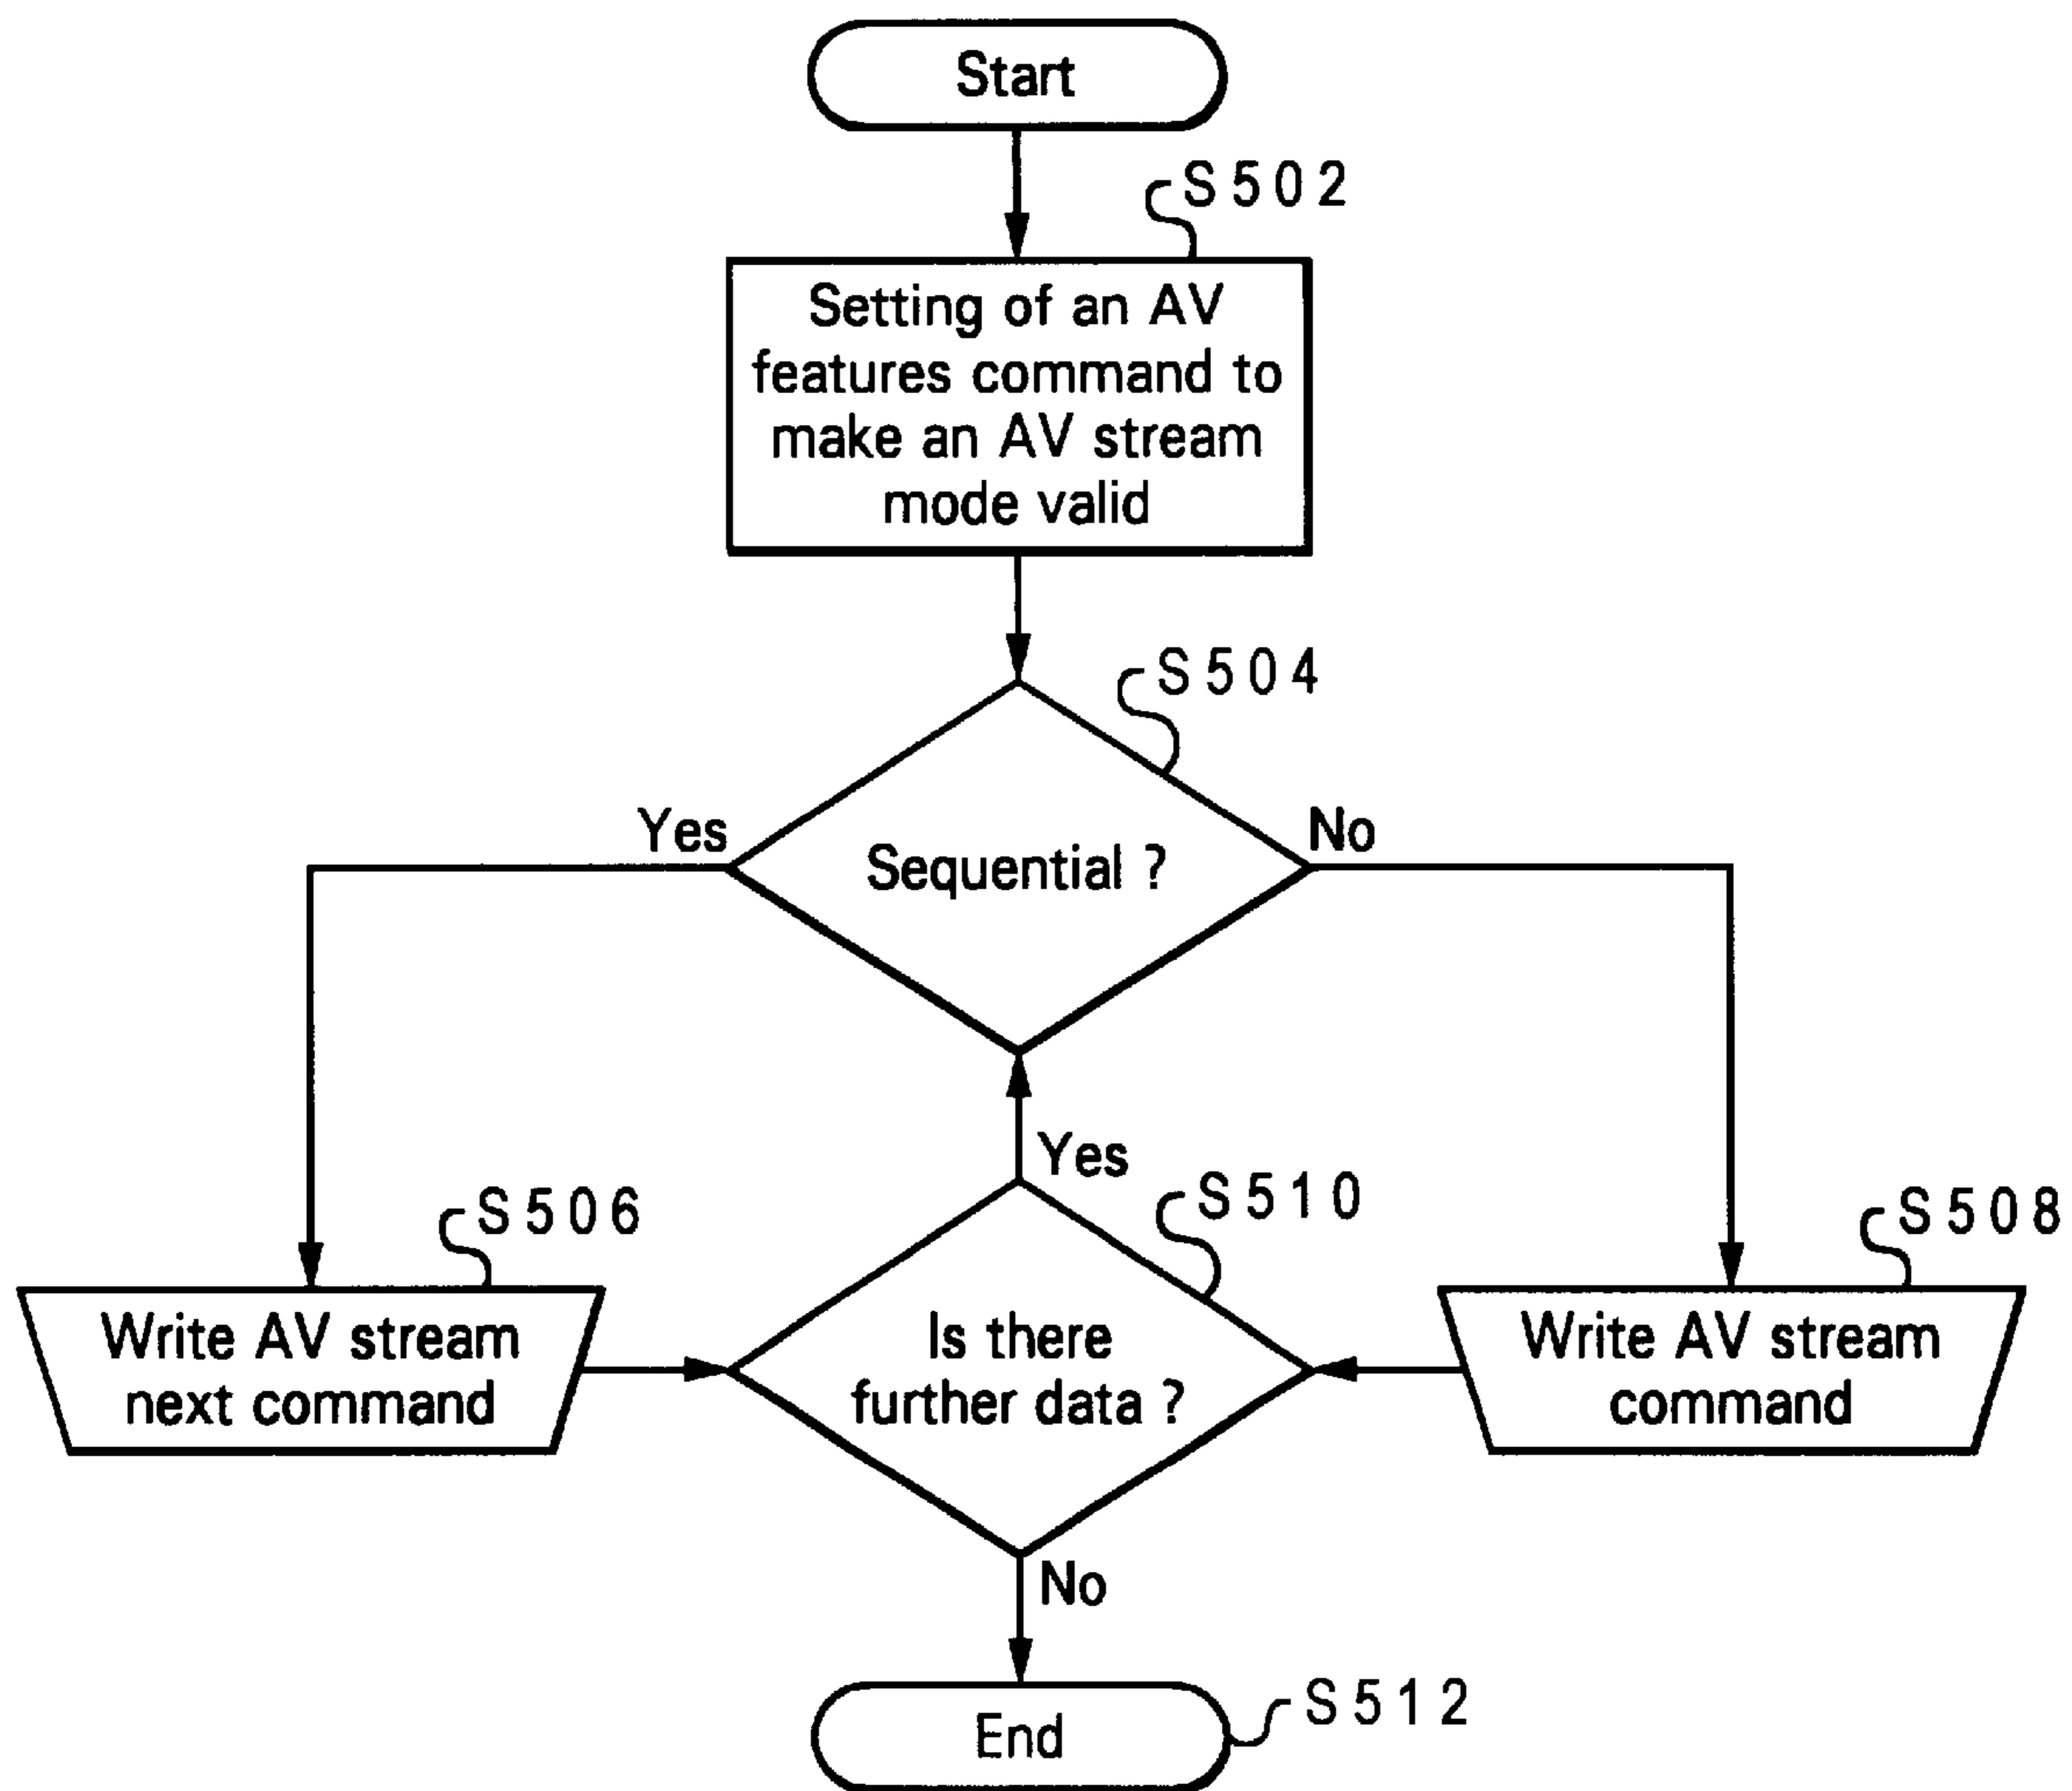 Start
S502
Setting of an AV
features command to
make an AV stream
mode valid
S504
Yes
No
Sequential ?
Yes
S506
S510
S508
Write AV stream
next command
Is there
further data ?
Write AV stream
command
No
End
S512